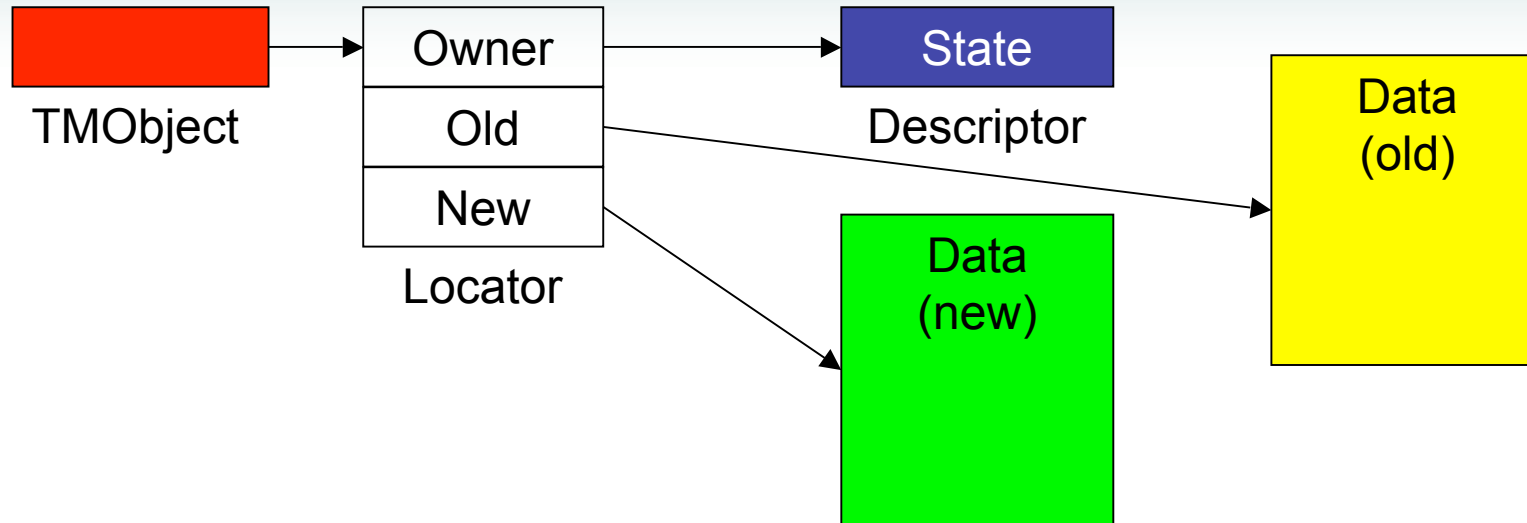 Owner
State
TMObject
Old
Descriptor
Data
(old)
New
Locator
Data
(new)